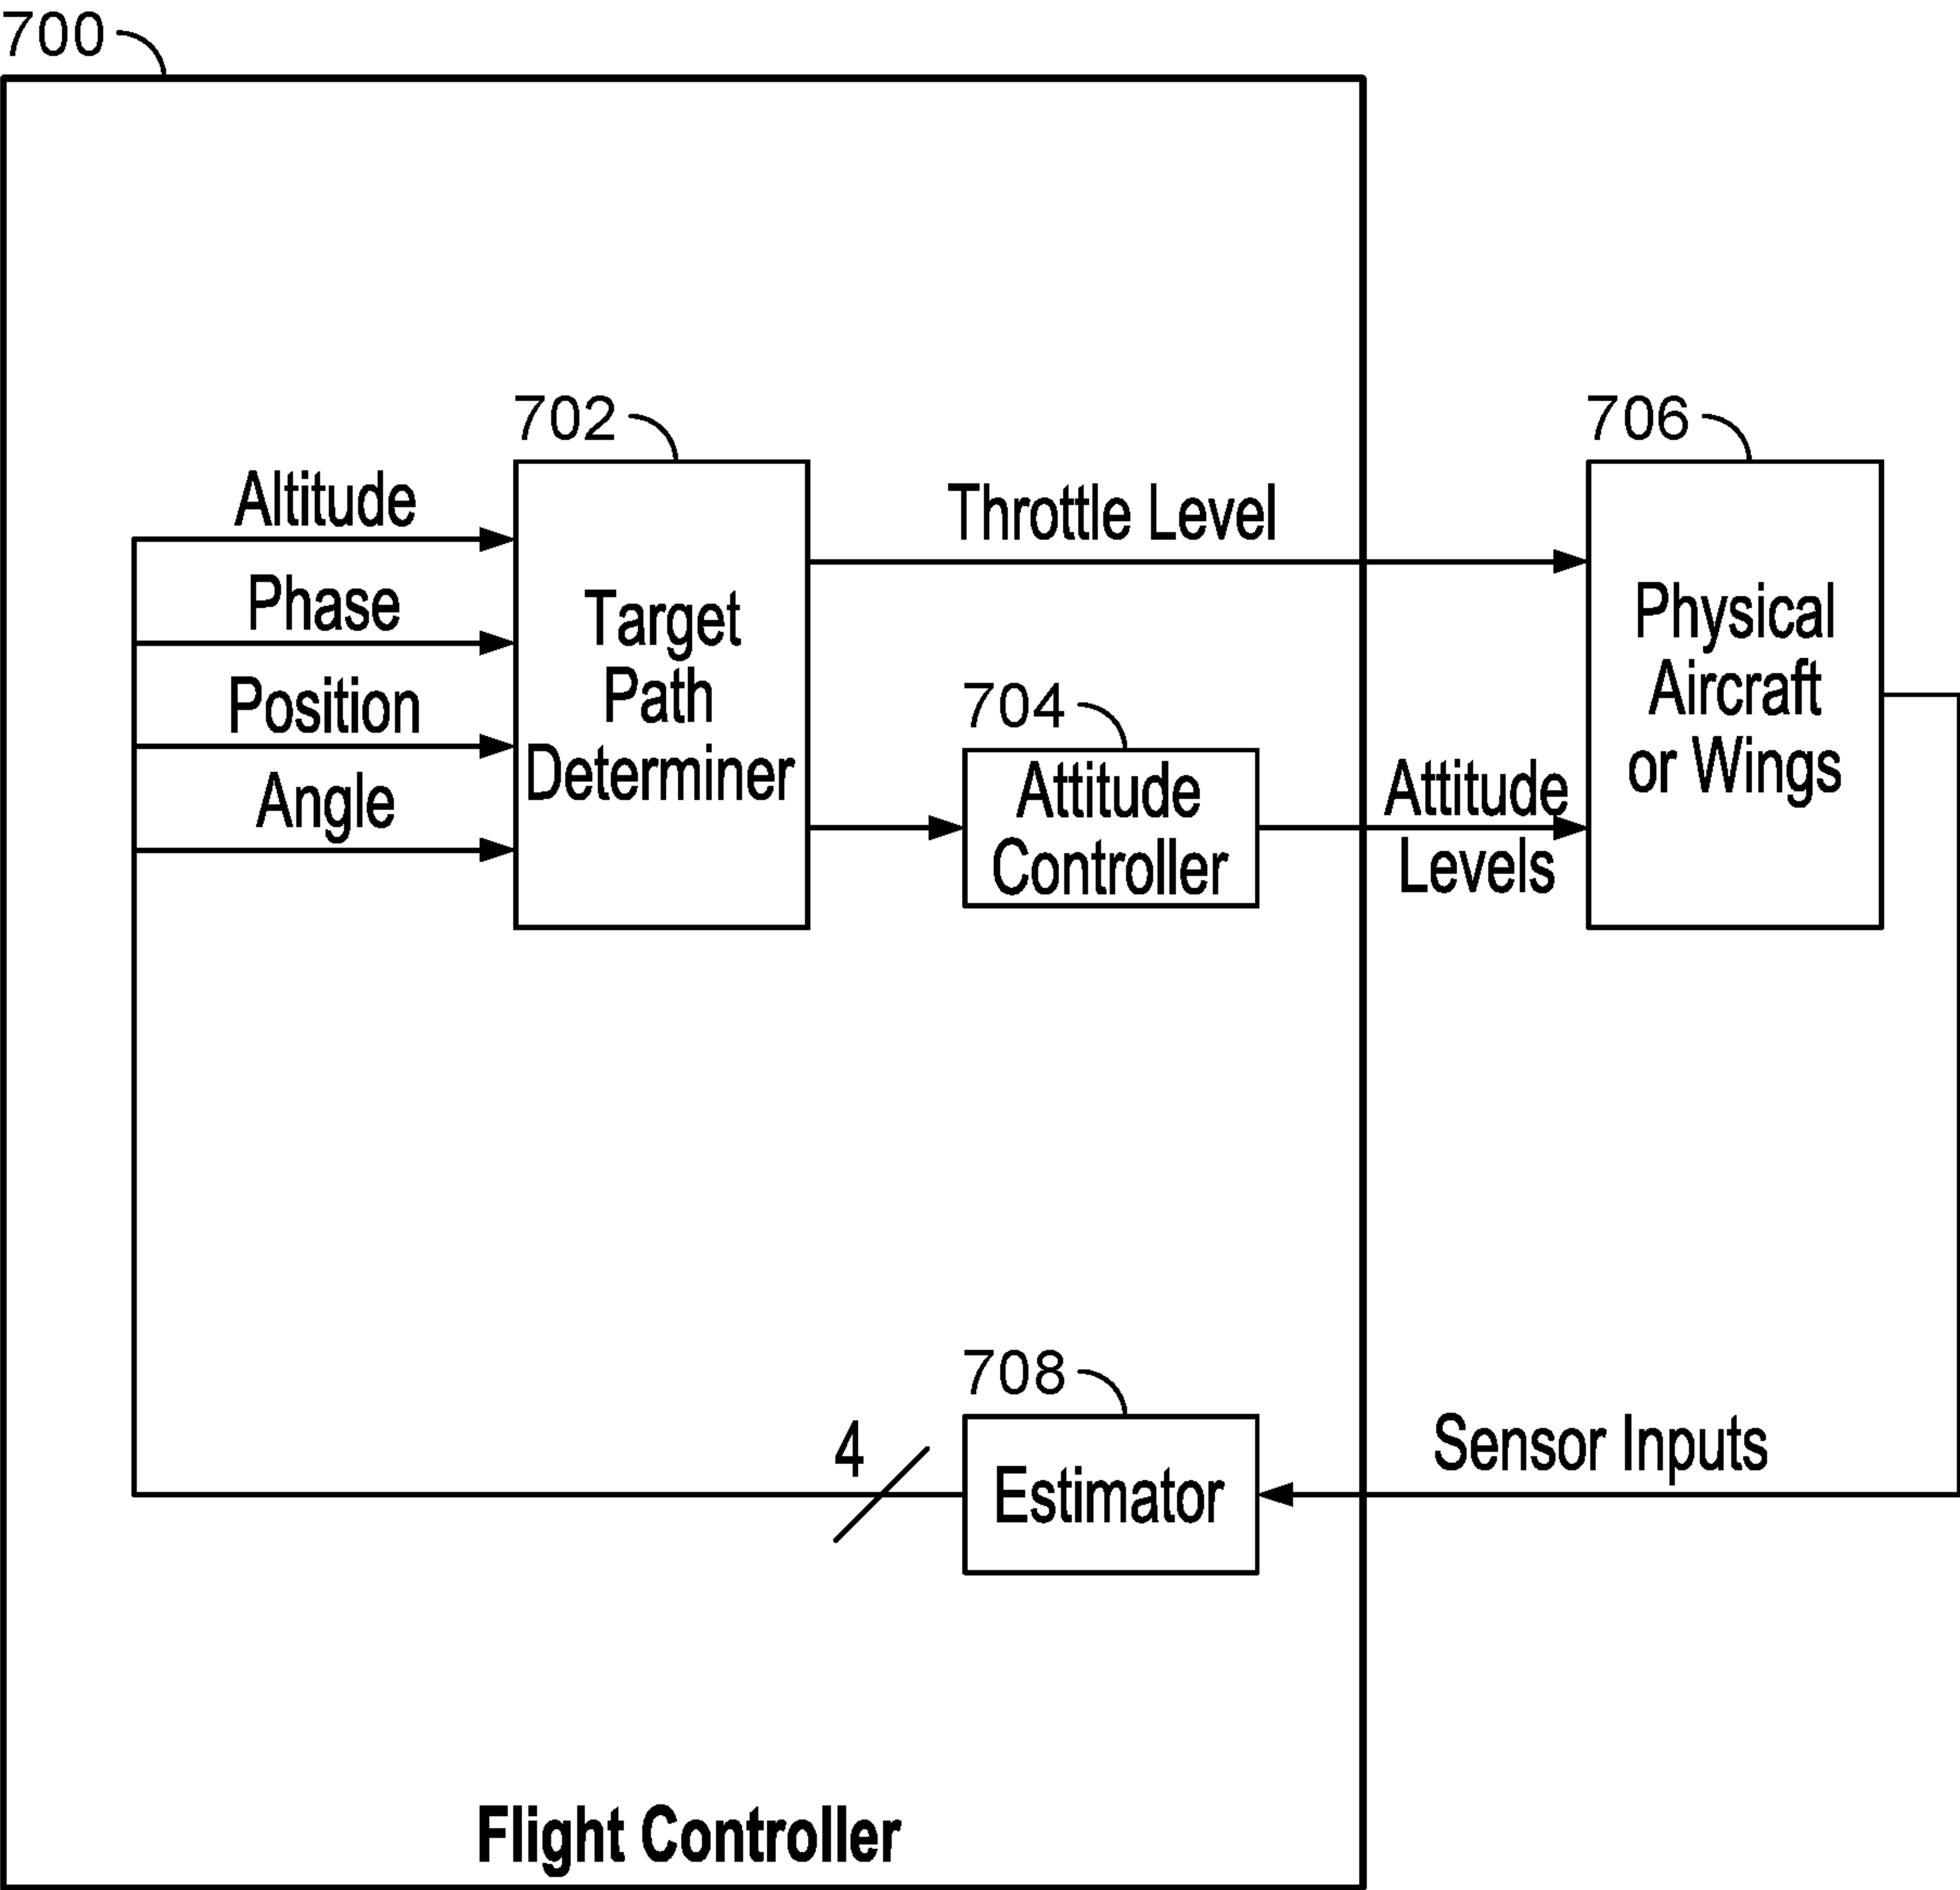 700
702
706
Altitude
Throttle Level
Phase
Target
Path
Determiner
Physical
Aircraft
or Wings
Position
704
Angle
Attitude
Controller
Attitude
Levels
708
4
Estimator
Sensor Inputs
Flight Controller